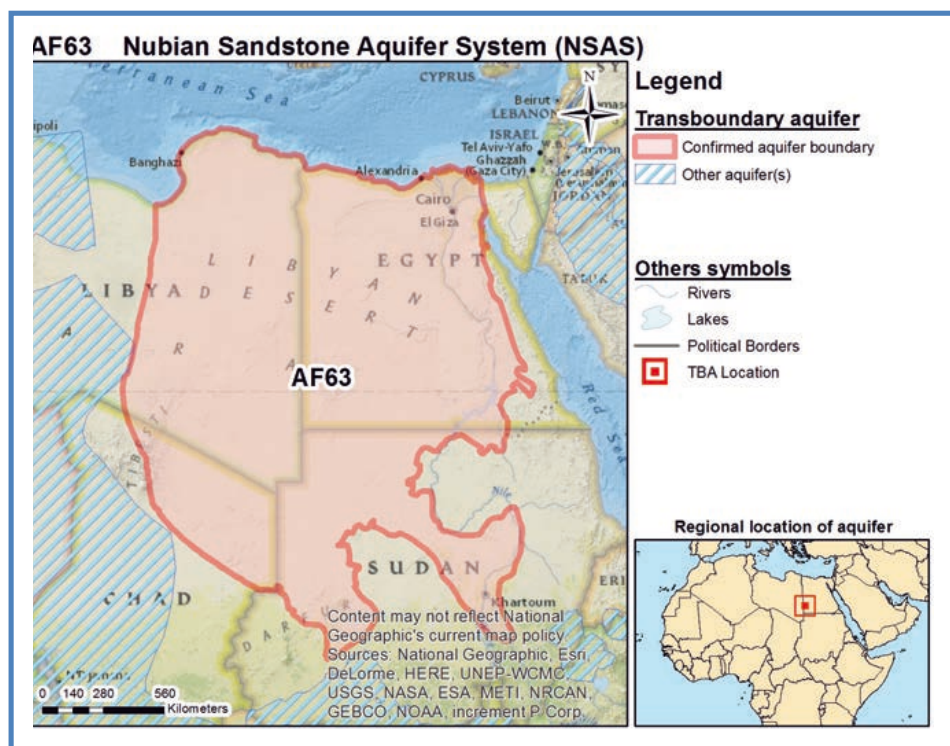 AF63 Nubian Sandstone Aquifer System (NSAS)
Legend
Transboundary aquifer
Confirmed aquifer boundary
Other aquifer(s)
Others symbols
Rivers
Lakes
Political Borders
TBA Location
Regional location of aquifer
CYPRUS
N
Beirut
LEBANON
ISRAEL
Tel Aviv-Yafo
Ghazzah
(Gaza City)
Banghazi
Alexandria
Cairo
El Giza
LIBYA
EGYPT
LIBYAN
DESERT
AF63
TIBESTI
Red Sea
Nile
SUDAN
Khartoum
CHAD
DARFUR
Content may not reflect National
Geographic's current map policy.
Sources: National Geographic, Esri,
DeLorme, HERE, UNEP-WCMC,
USGS, NASA, ESA, METI, NRCAN,
GEBCO, NOAA, increment P Corp.
0 140 280 560
Kilometers